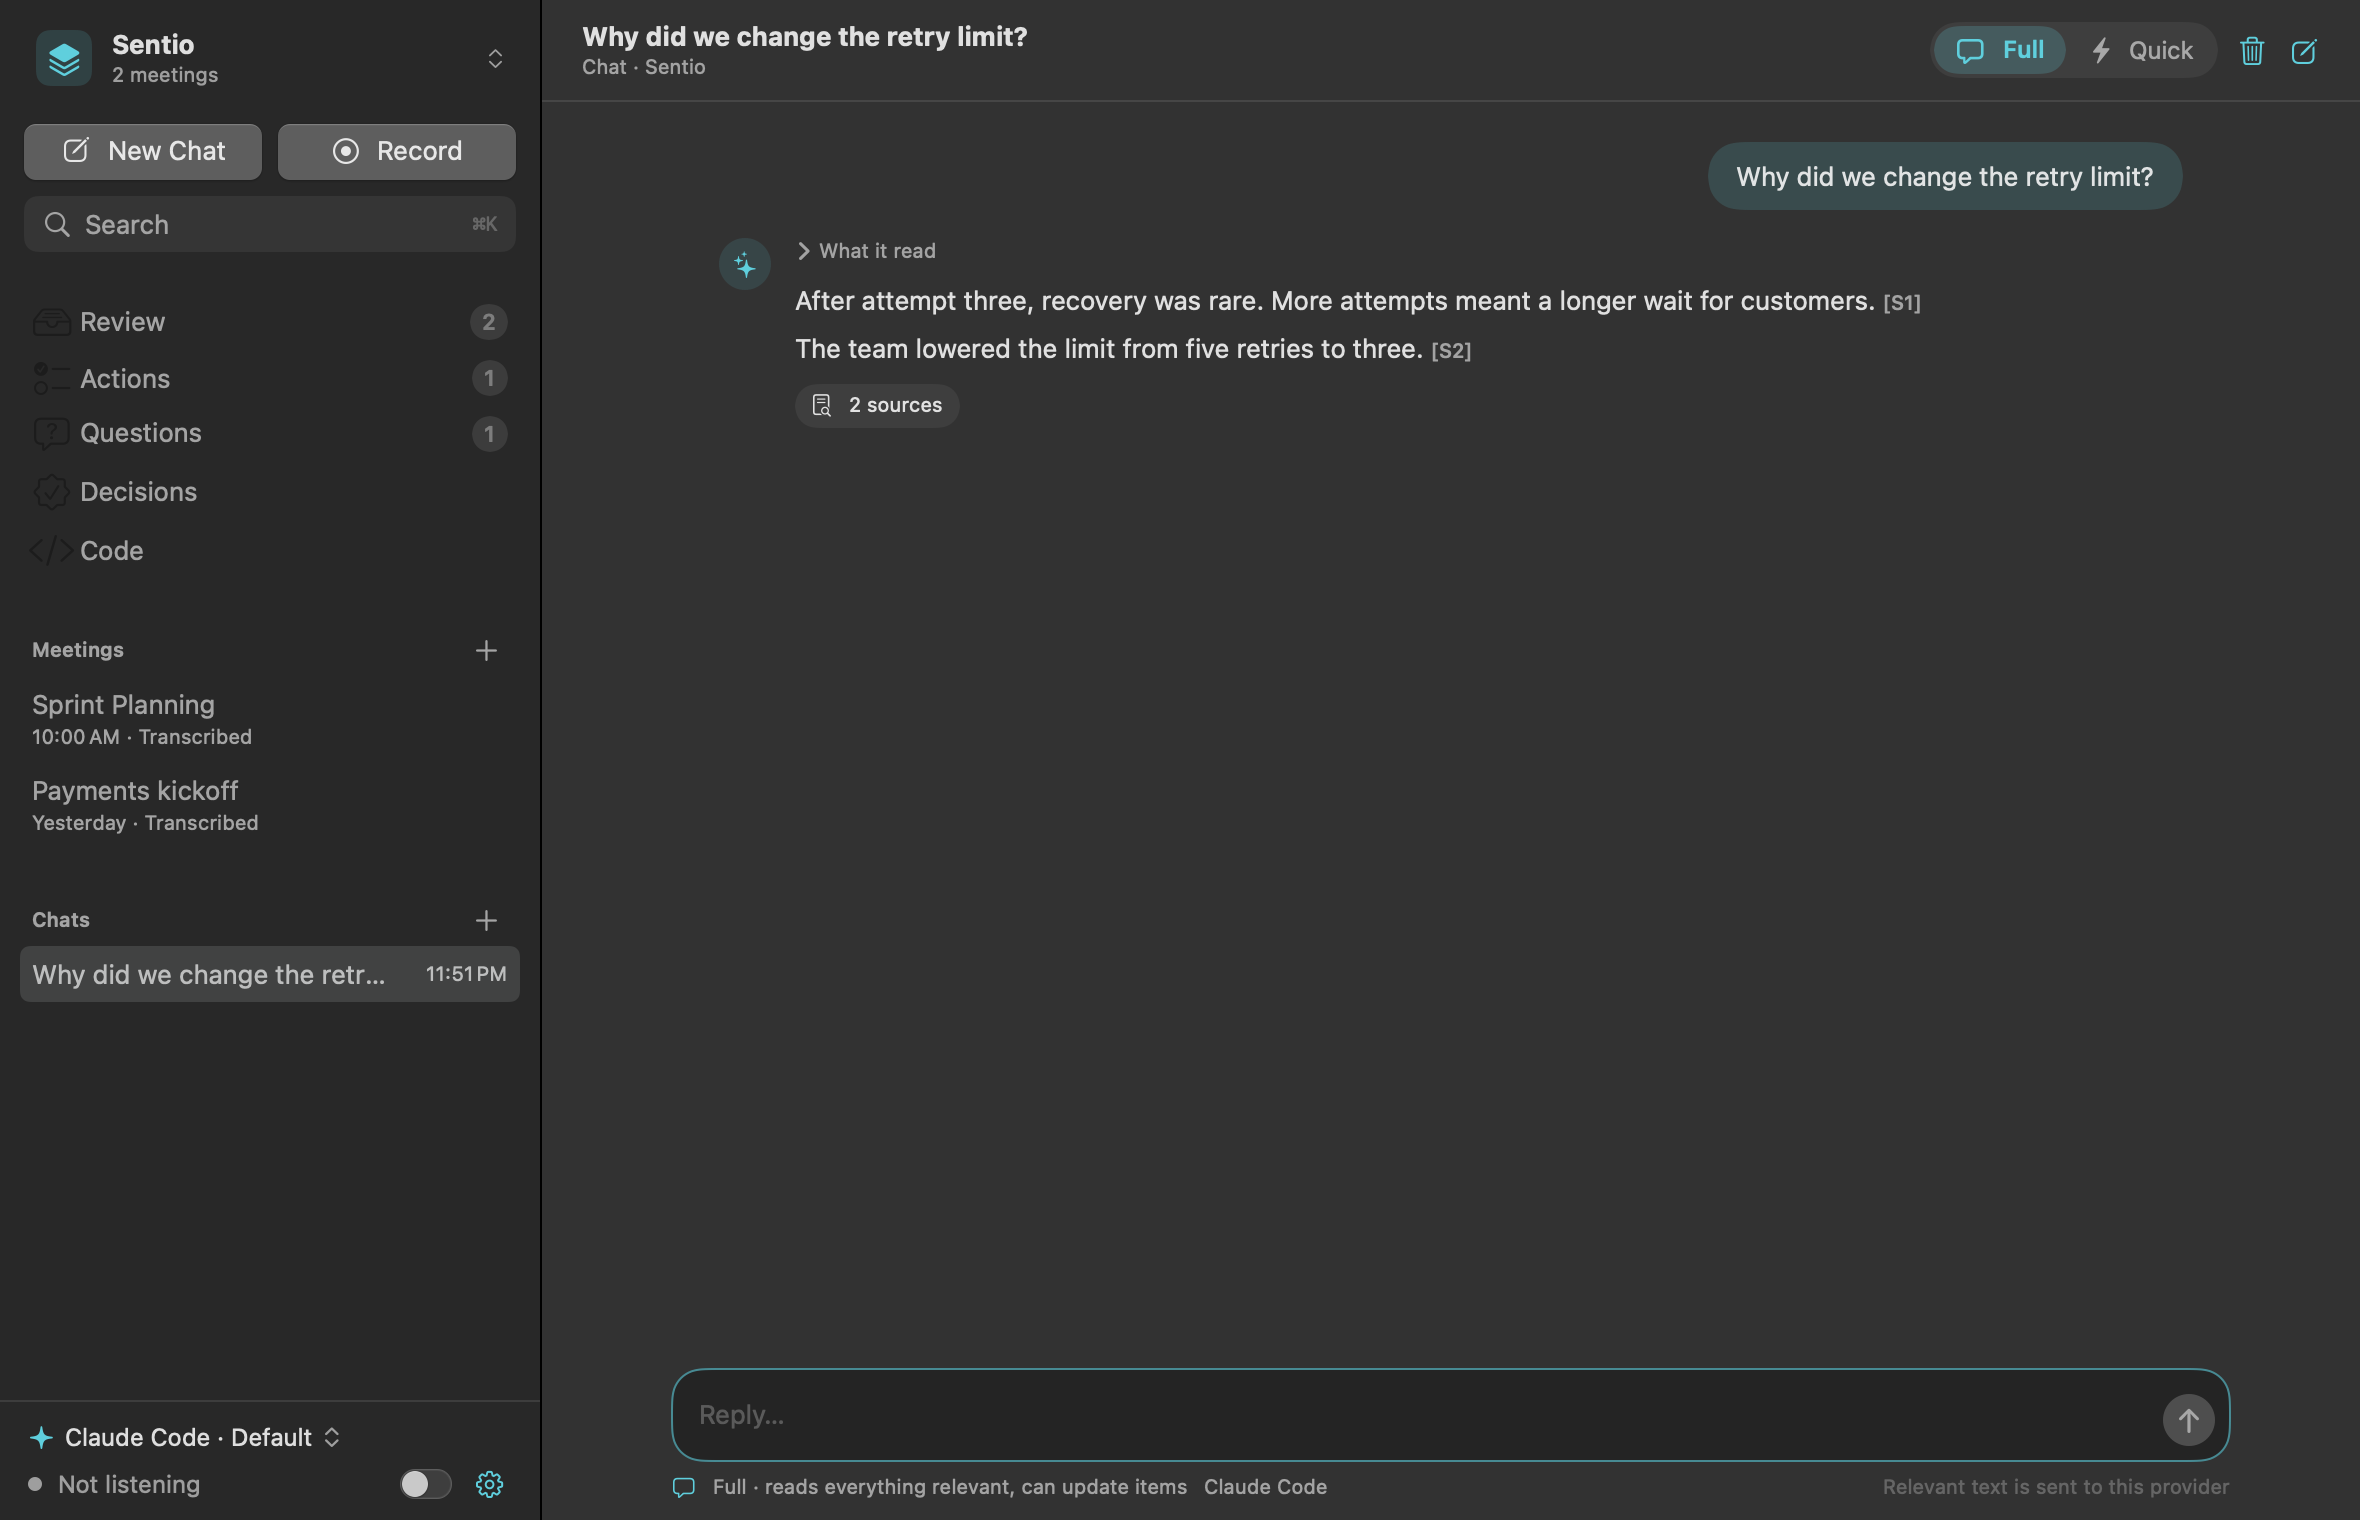 Sentio
2 meetings
New Chat
Record
Search
⌘K
Review
2
Actions
1
Questions
1
Decisions
Code
Meetings
Sprint Planning
10:00 AM · Transcribed
Payments kickoff
Yesterday · Transcribed
Chats
Why did we change the retr...
11:51 PM
Claude Code · Default
Not listening
Why did we change the retry limit?
Chat · Sentio
Full
Quick
Why did we change the retry limit?
What it read
After attempt three, recovery was rare. More attempts meant a longer wait for customers. [S1]
The team lowered the limit from five retries to three. [S2]
2 sources
Reply...
Full · reads everything relevant, can update items Claude Code
Relevant text is sent to this provider